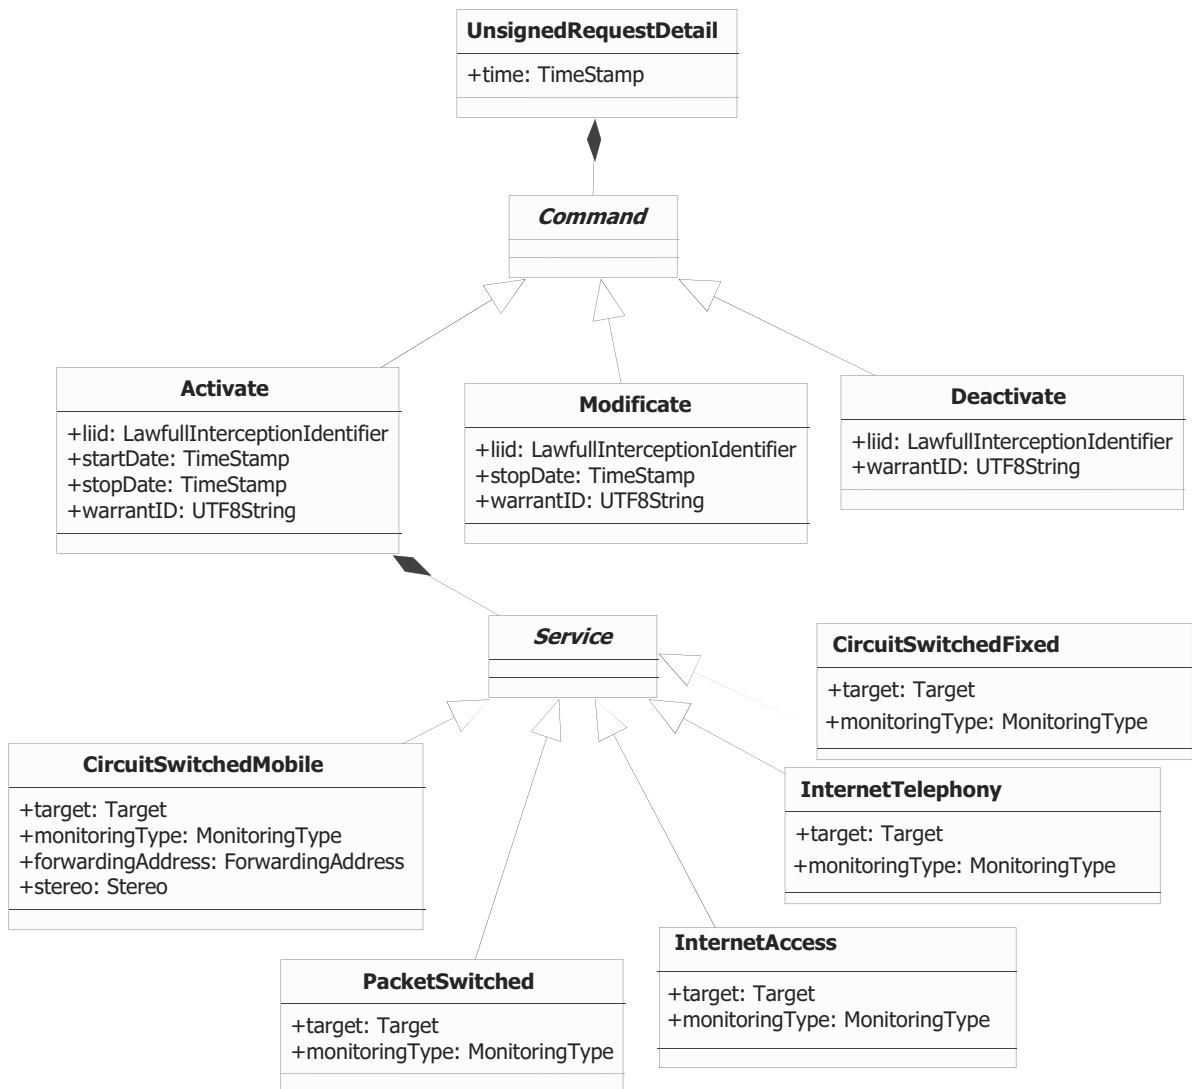 UnsignedRequestDetail
+time: TimeStamp
Command
Activate
+liid: LawfullInterceptionIdentifier
+startDate: TimeStamp
+stopDate: TimeStamp
+warrantID: UTF8String
Modificate
+liid: LawfullInterceptionIdentifier
+stopDate: TimeStamp
+warrantID: UTF8String
Deactivate
+liid: LawfullInterceptionIdentifier
+warrantID: UTF8String
Service
CircuitSwitchedFixed
+target: Target
+monitoringType: MonitoringType
CircuitSwitchedMobile
+target: Target
+monitoringType: MonitoringType
+forwardingAddress: ForwardingAddress
+stereo: Stereo
InternetTelephony
+target: Target
+monitoringType: MonitoringType
InternetAccess
+target: Target
+monitoringType: MonitoringType
PacketSwitched
+target: Target
+monitoringType: MonitoringType